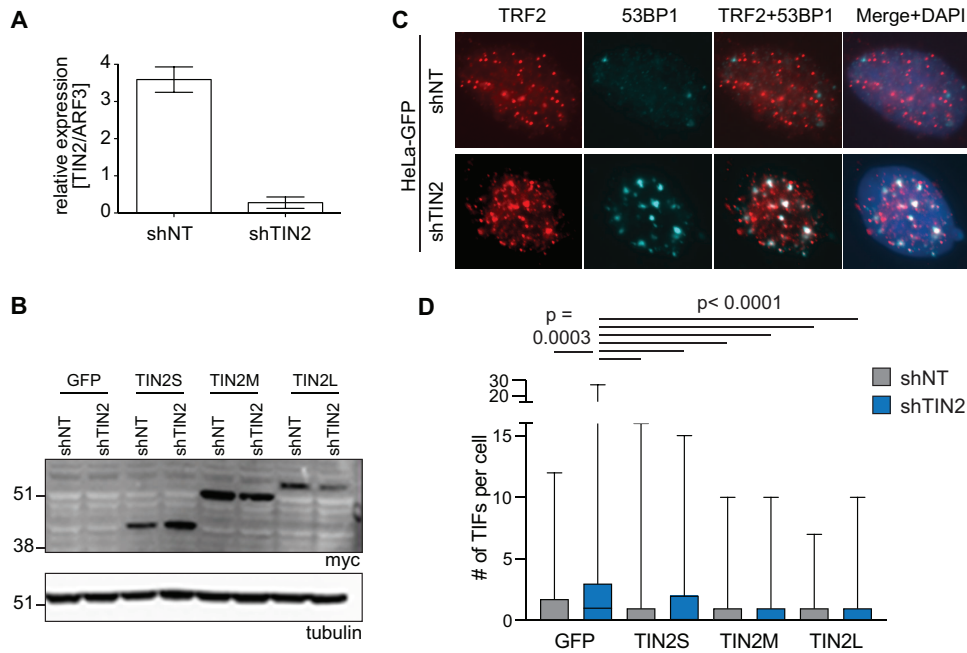 A
relative expression
[TIN2/ARF3]
4
3
2
1
0
shNT
shTIN2
B
GFP
TIN2S
TIN2M
TIN2L
shNT
shTIN2
shNT
shTIN2
shNT
shTIN2
shNT
shTIN2
51
38
myc
51
tubulin
C
TRF2
53BP1
TRF2+53BP1
Merge+DAPI
HeLa-GFP
shNT
shTIN2
D
p =
0.0003
p< 0.0001
shNT
shTIN2
# of TIFs per cell
30
20
15
10
5
0
GFP
TIN2S
TIN2M
TIN2L